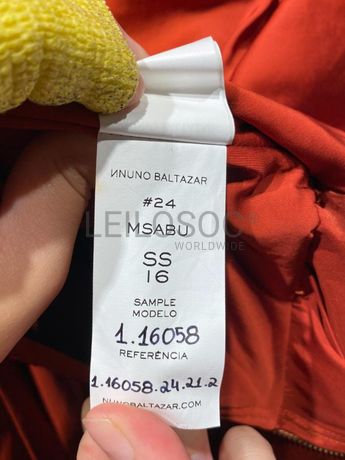 ИNUNO BALTAZAR
#24
LEILOSOC
MSABU
WORLDWIDE
SS
16
SAMPLE
MODELO
1.16058
REFERÊNCIA
1.16058.24.21.2
NUNOBALTAZAR.COM